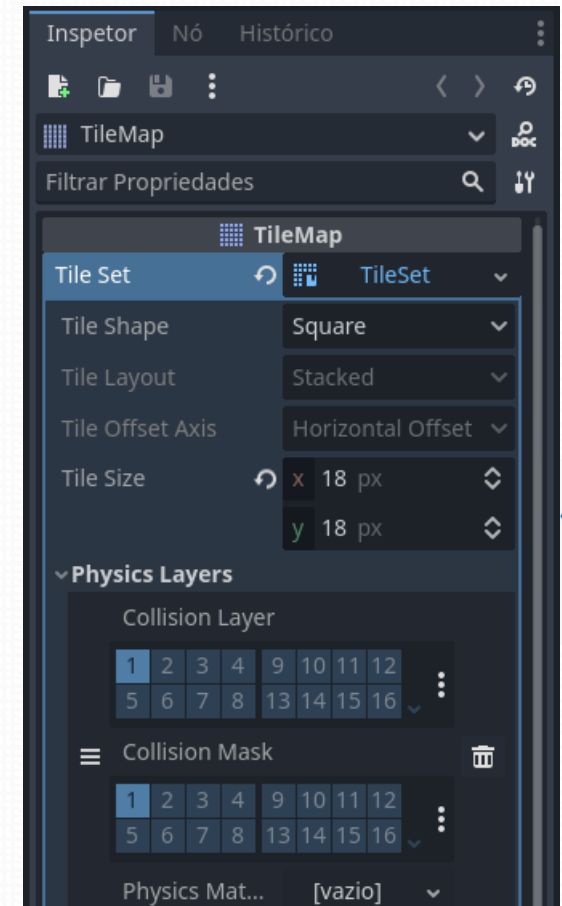 Inspetor Nó Histórico
TileMap
DOC
Filtrar Propriedades
TileMap
Tile Set TileSet
Tile Shape Square
Tile Layout Stacked
Tile Offset Axis Horizontal Offset
Tile Size x 18 px
y 18 px
Physics Layers
Collision Layer
1 2 3 4 9 10 11 12
5 6 7 8 13 14 15 16
Collision Mask
1 2 3 4 9 10 11 12
5 6 7 8 13 14 15 16
Physics Mat... [vazio]